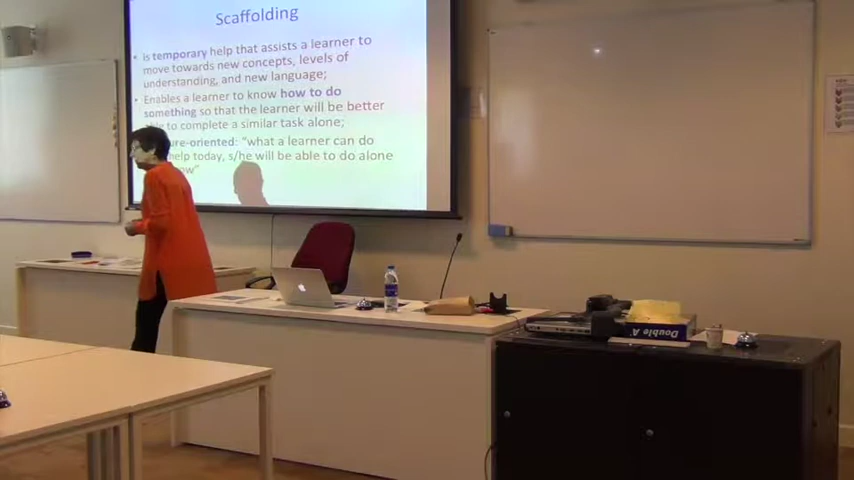 Scaffolding
• is temporary help that assists a learner to
move toward new concepts, levels of
understanding, and new language;
• Enables a learner to know how to do
something so that the learner will be better
to complete a similar task alone;
re-oriented: "what a learner can do
help today, s/he will be able to do alone
Double A